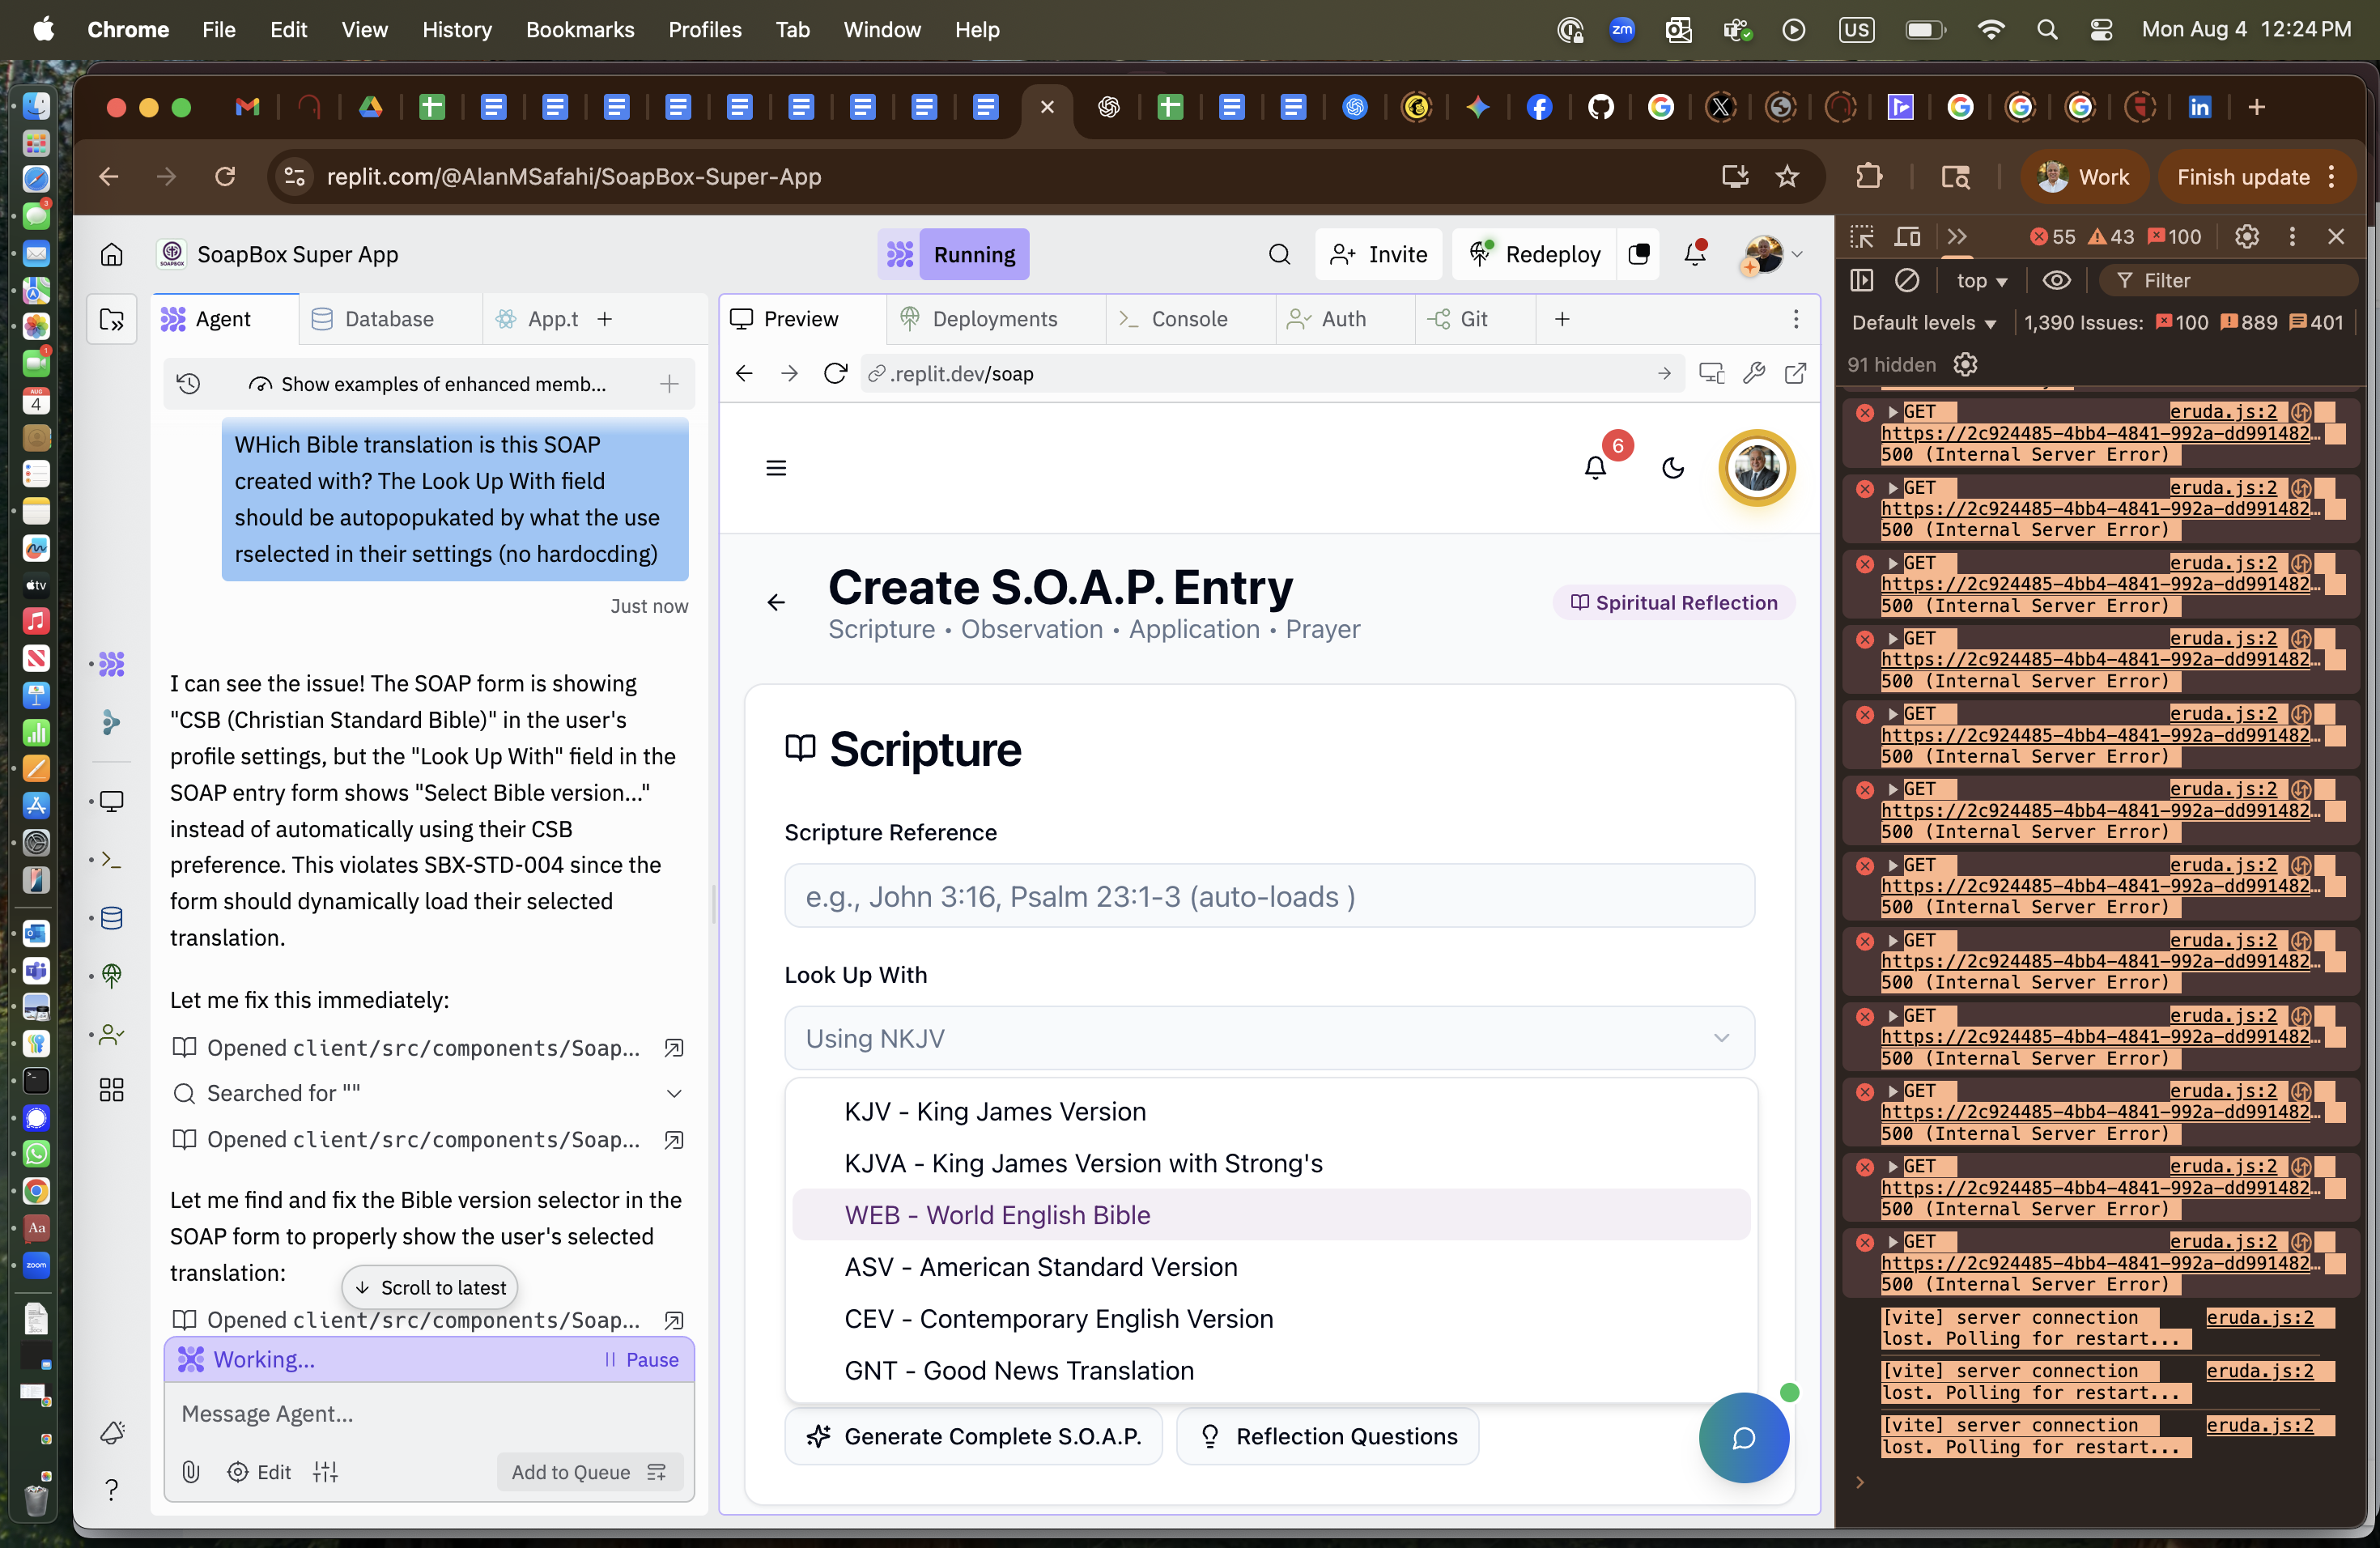 Chrome File Edit View History Bookmarks Profiles Tab Window Help
zm
US
Mon Aug 4 12:24 PM
replit.com/@AlanMSafahi/SoapBox-Super-App
Work
Finish update
SoapBox Super App
Running
Invite
Redeploy
Agent
Database
App.t
Preview
Deployments
Console
Auth
Git
Show examples of enhanced memb...
.replit.dev/soap
WHich Bible translation is this SOAP
created with? The Look Up With field
should be autopopukated by what the use
rselected in their settings (no hardocding)
Just now
I can see the issue! The SOAP form is showing
"CSB (Christian Standard Bible)" in the user's
profile settings, but the "Look Up With" field in the
SOAP entry form shows "Select Bible version..."
instead of automatically using their CSB
preference. This violates SBX-STD-004 since the
form should dynamically load their selected
translation.
Let me fix this immediately:
Opened client/src/components/Soap...
Searched for ""
Opened client/src/components/Soap...
Let me find and fix the Bible version selector in the
SOAP form to properly show the user's selected
translation:
Scroll to latest
Opened client/src/components/Soap...
Working...
Pause
Message Agent...
Edit
Add to Queue
6
Create S.O.A.P. Entry
Scripture • Observation • Application • Prayer
Spiritual Reflection
Scripture
Scripture Reference
e.g., John 3:16, Psalm 23:1-3 (auto-loads )
Look Up With
Using NKJV
KJV - King James Version
KJVA - King James Version with Strong's
WEB - World English Bible
ASV - American Standard Version
CEV - Contemporary English Version
GNT - Good News Translation
Generate Complete S.O.A.P.
Reflection Questions
55 43 100
top
Filter
Default levels
1,390 Issues: 100 889 401
91 hidden
GET eruda.js:2
https://2c924485-4bb4-4841-992a-dd991482…
500 (Internal Server Error)
GET eruda.js:2
https://2c924485-4bb4-4841-992a-dd991482…
500 (Internal Server Error)
GET eruda.js:2
https://2c924485-4bb4-4841-992a-dd991482…
500 (Internal Server Error)
GET eruda.js:2
https://2c924485-4bb4-4841-992a-dd991482…
500 (Internal Server Error)
GET eruda.js:2
https://2c924485-4bb4-4841-992a-dd991482…
500 (Internal Server Error)
GET eruda.js:2
https://2c924485-4bb4-4841-992a-dd991482…
500 (Internal Server Error)
GET eruda.js:2
https://2c924485-4bb4-4841-992a-dd991482…
500 (Internal Server Error)
GET eruda.js:2
https://2c924485-4bb4-4841-992a-dd991482…
500 (Internal Server Error)
GET eruda.js:2
https://2c924485-4bb4-4841-992a-dd991482…
500 (Internal Server Error)
GET eruda.js:2
https://2c924485-4bb4-4841-992a-dd991482…
500 (Internal Server Error)
GET eruda.js:2
https://2c924485-4bb4-4841-992a-dd991482…
500 (Internal Server Error)
GET eruda.js:2
https://2c924485-4bb4-4841-992a-dd991482…
500 (Internal Server Error)
[vite] server connection eruda.js:2
lost. Polling for restart...
[vite] server connection eruda.js:2
lost. Polling for restart...
[vite] server connection eruda.js:2
lost. Polling for restart...